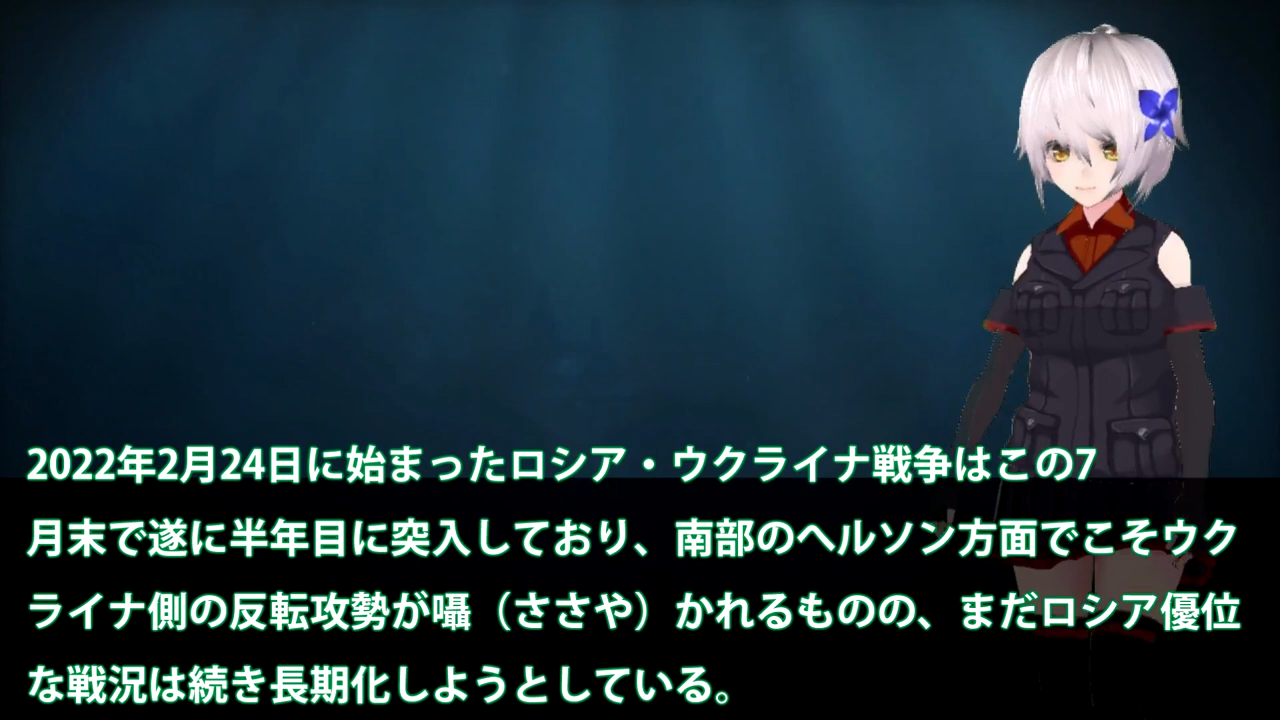 2022年2月24日に始まったロシア・ウクライナ戦争はこの7
月末で遂に半年目に突入しており、南部のヘルソン方面でこそウク
ライナ側の反転攻勢が囁（ささや）かれるものの、まだロシア優位
な戦況は続き長期化しようとしている。